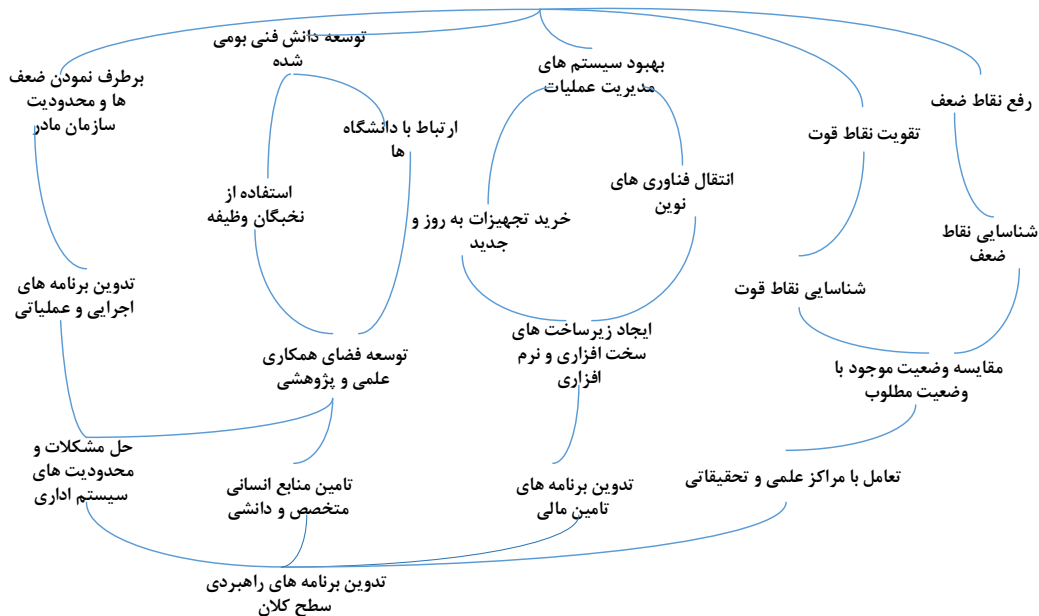 توسعه دانش فنی بومی
شده
بهبود سیستم های
مدیریت عملیات
برطرف نمودن ضعف
ها و محدودیت
سازمان مادر
رفع نقاط ضعف
تقویت نقاط قوت
ارتباط با دانشگاه
ها
انتقال فناوری های
نوین
استفاده از
نخبگان وظیفه
خرید تجهیزات به روز و
جدید
شناسایی نقاط
ضعف
تدوین برنامه های
اجرایی و عملیاتی
شناسایی نقاط قوت
ایجاد زیرساخت های
سخت افزاری و نرم
افزاری
توسعه فضای همکاری
علمی و پژوهشی
مقایسه وضعیت موجود با
وضعیت مطلوب
حل مشکلات و
محدودیت های
سیستم اداری
تامین منابع انسانی
متخصص و دانشی
تدوین برنامه های
تامین مالی
تعامل با مراکز علمی و تحقیقاتی
تدوین برنامه های راهبردی
سطح کلان